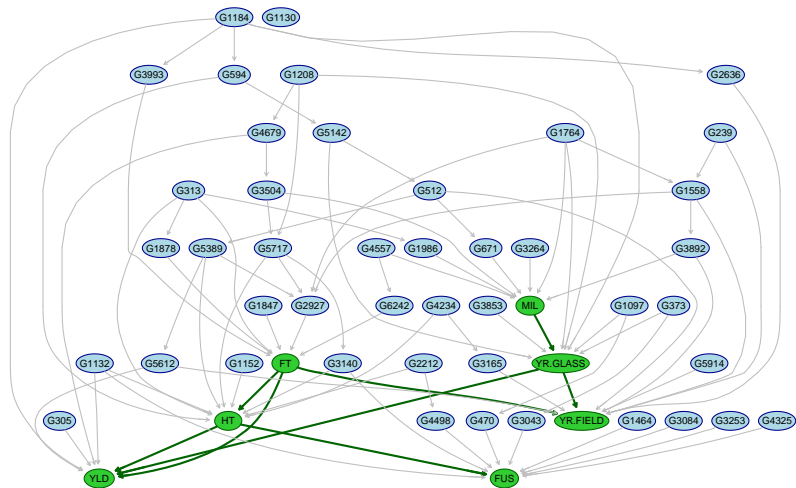 G1184 G1130
G3993 G594 G1208 G2636
G4679 G5142 G1764 G239
G313 G3504 G512 G1558
G1878 G5389 G5717 G4557 G1986 G671 G3264 G3892
G1847 G2927 G6242 G4234 G3853 MIL G1097 G373
G1132 G5612 G1152 FT G3140 G2212 G3165 YR.GLASS G5914
G305 HT G4498 G470 G3043 YR.FIELD G1464 G3084 G3253 G4325
YLD FUS